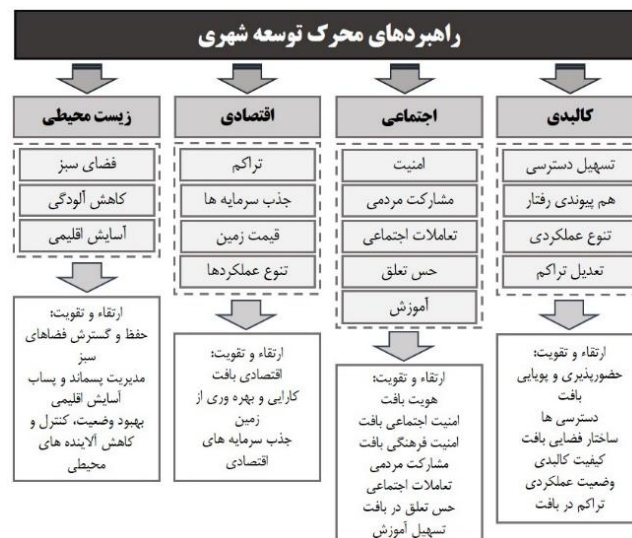 راهبردهای محرک توسعه شهری
کالبدی
تسهیل دسترسی
هم پیوندی رفتار
تنوع عملکردی
تعدیل تراکم
ارتقاء و تقویت:
حضورپذیری و پویایی
بافت
دسترسی ها
ساختار فضایی بافت
کیفیت کالبدی
وضعیت عملکردی
تراکم در بافت
اجتماعی
امنیت
مشارکت مردمی
تعاملات اجتماعی
حس تعلق
آموزش
ارتقاء و تقویت:
هویت بافت
امنیت اجتماعی بافت
امنیت فرهنگی بافت
مشارکت مردمی
تعاملات اجتماعی
حس تعلق در بافت
تسهیل آموزش
اقتصادی
تراکم
جذب سرمایه ها
قیمت زمین
تنوع عملکردها
ارتقاء و تقویت:
اقتصادی بافت
کارایی و بهره وری از
زمین
جذب سرمایه های
اقتصادی
زیست محیطی
فضای سبز
کاهش آلودگی
آسایش اقلیمی
ارتقاء و تقویت:
حفظ و گسترش فضاهای
سبز
مدیریت پسماند و پساب
آسایش اقلیمی
بهبود وضعیت، کنترل و
کاهش آلاینده های
محیطی